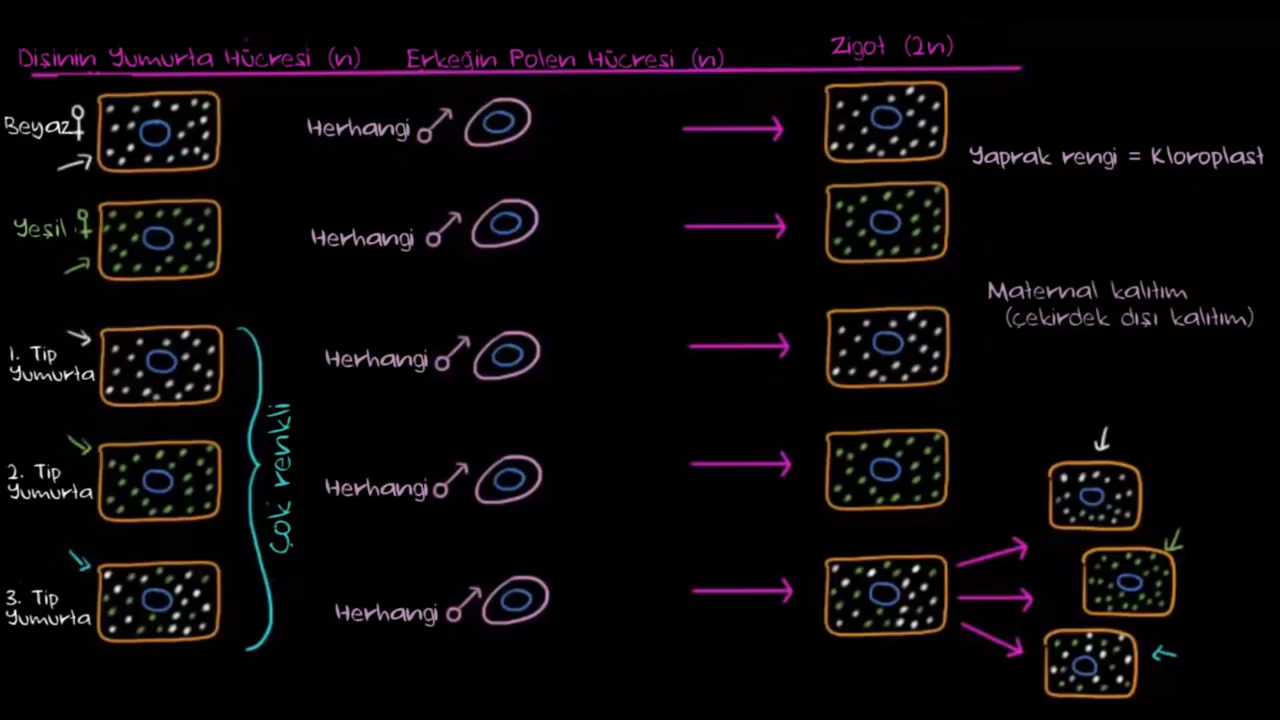 Dişinin Yumurta Hücresi (n) Erkeğin Polen Hücresi (n) Zigot (2n)
Beyaz Herhangi
Yaprak rengi = Kloroplast
Yeşil Herhangi
Maternal kalıtım
(çekirdek dışı kalıtım)
1. Tip
Yumurta
Herhangi
Çok renkli
2. Tip
Yumurta
Herhangi
3. Tip
Yumurta
Herhangi